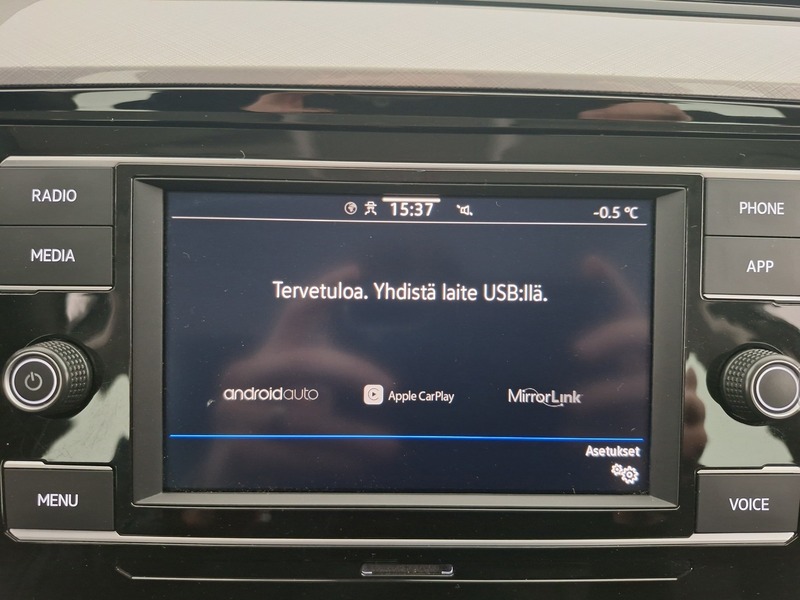 RADIO
MEDIA
MENU
15:37
-0.5 °C
Tervetuloa. Yhdistä laite USB:llä.
androidauto
Apple CarPlay
MirrorLink
Asetukset
PHONE
APP
VOICE